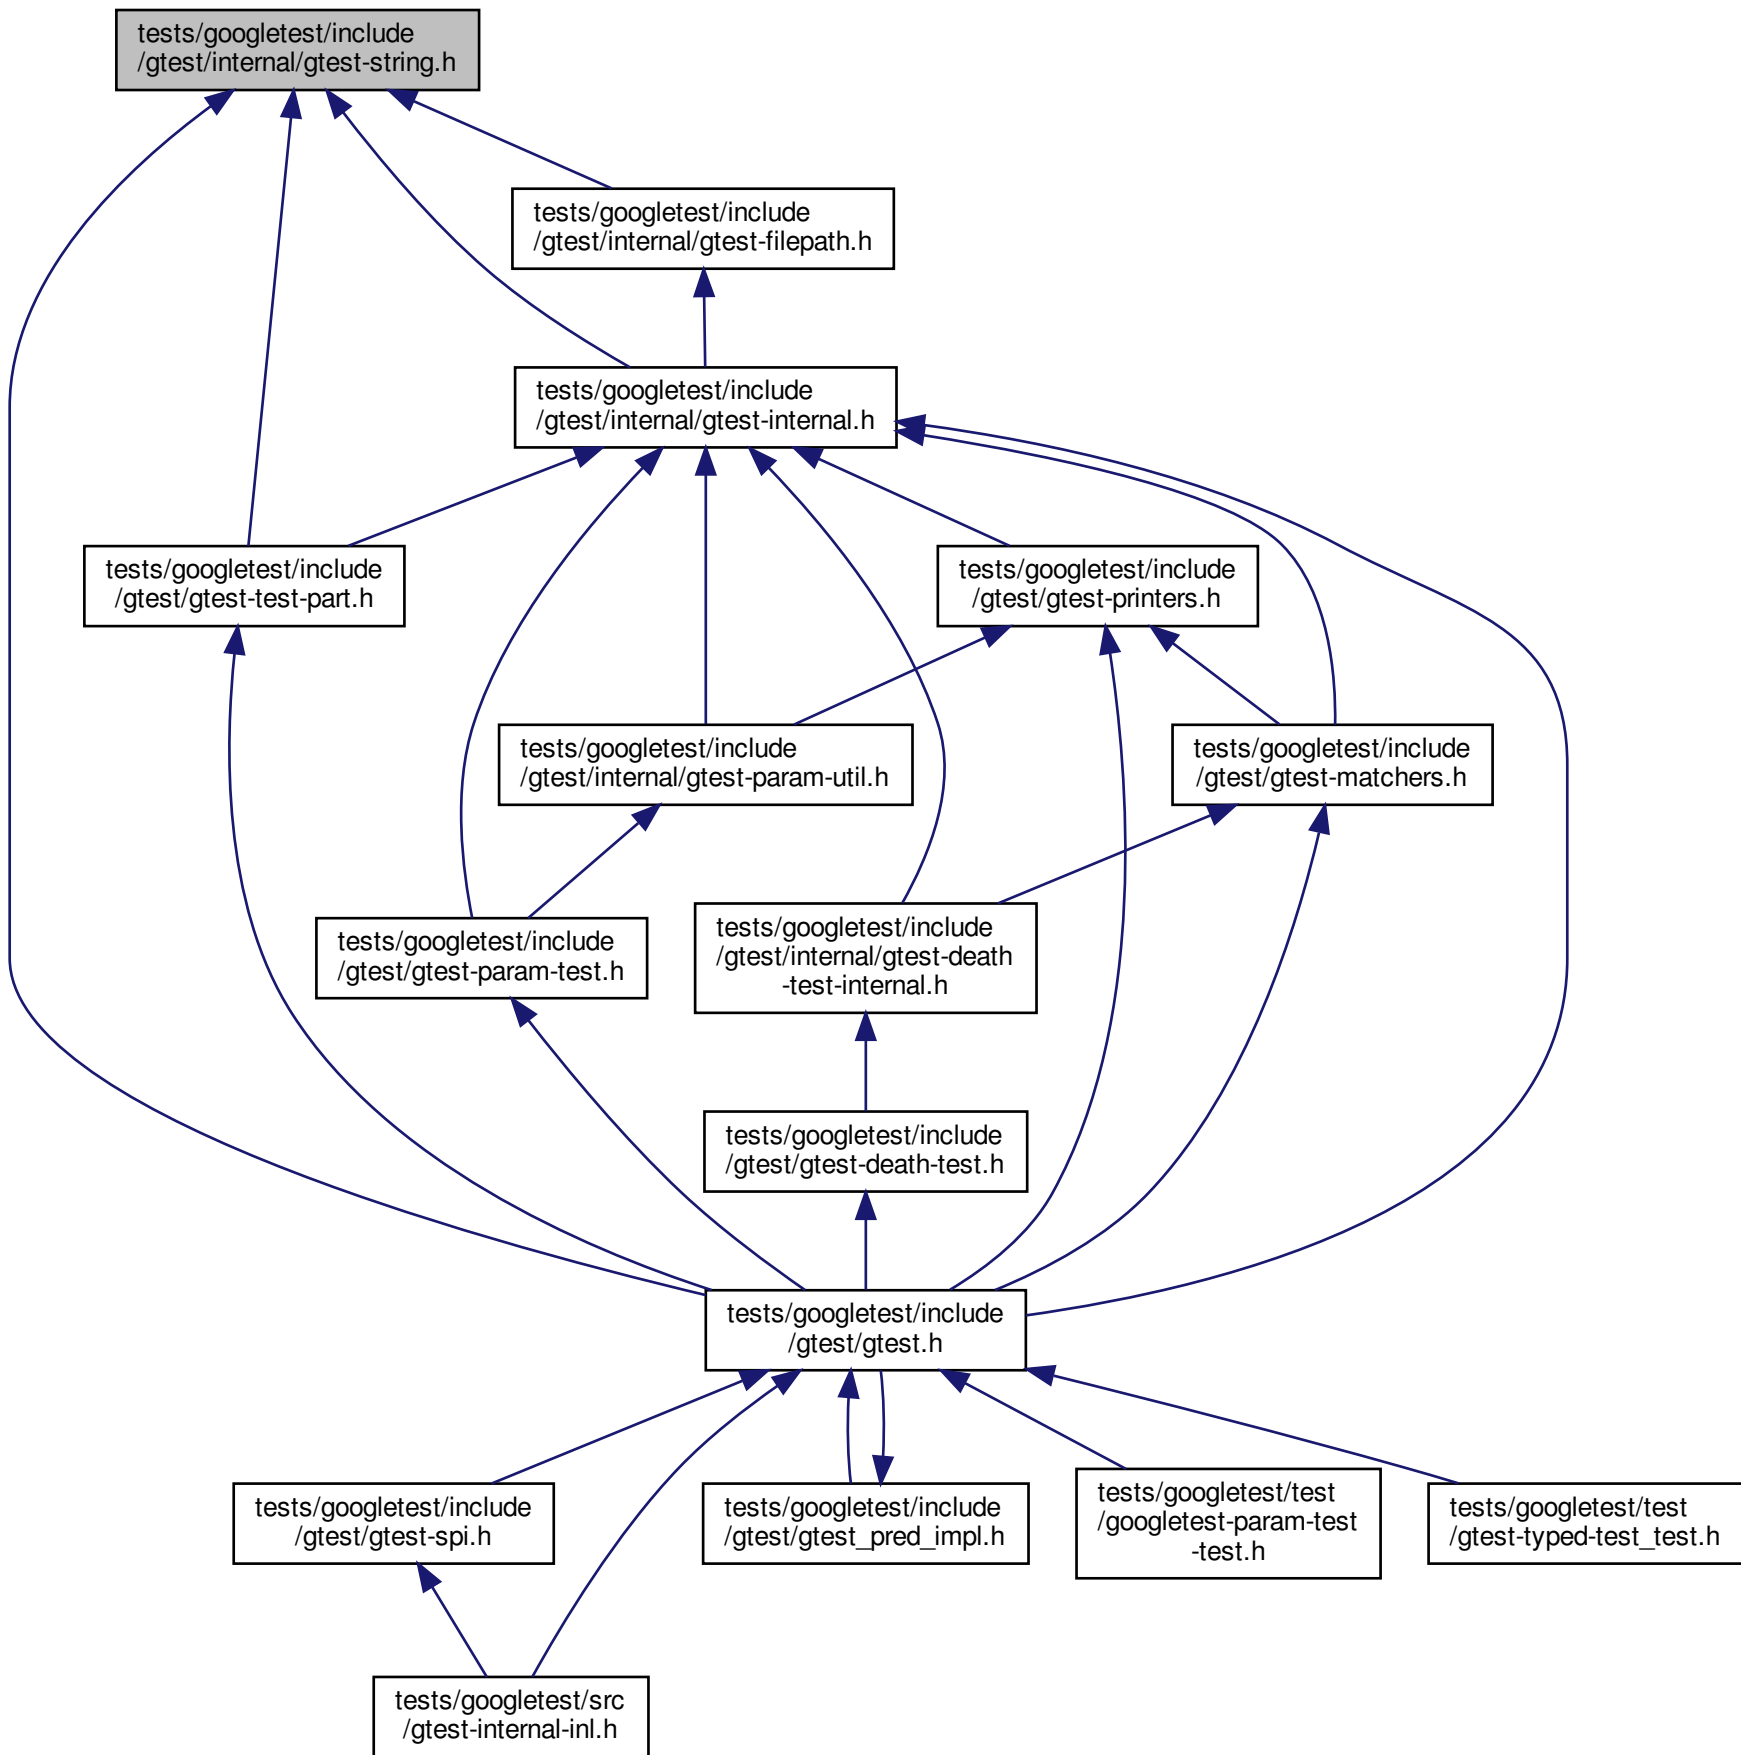 tests/googletest/include
/gtest/internal/gtest-string.h
tests/googletest/include
/gtest/internal/gtest-filepath.h
tests/googletest/include
/gtest/internal/gtest-internal.h
tests/googletest/include
/gtest/gtest-test-part.h
tests/googletest/include
/gtest/gtest-printers.h
tests/googletest/include
/gtest/internal/gtest-param-util.h
tests/googletest/include
/gtest/gtest-matchers.h
tests/googletest/include
/gtest/gtest-param-test.h
tests/googletest/include
/gtest/internal/gtest-death
-test-internal.h
tests/googletest/include
/gtest/gtest-death-test.h
tests/googletest/include
/gtest/gtest.h
tests/googletest/include
/gtest/gtest-spi.h
tests/googletest/include
/gtest/gtest_pred_impl.h
tests/googletest/test
/googletest-param-test
-test.h
tests/googletest/test
/gtest-typed-test_test.h
tests/googletest/src
/gtest-internal-inl.h